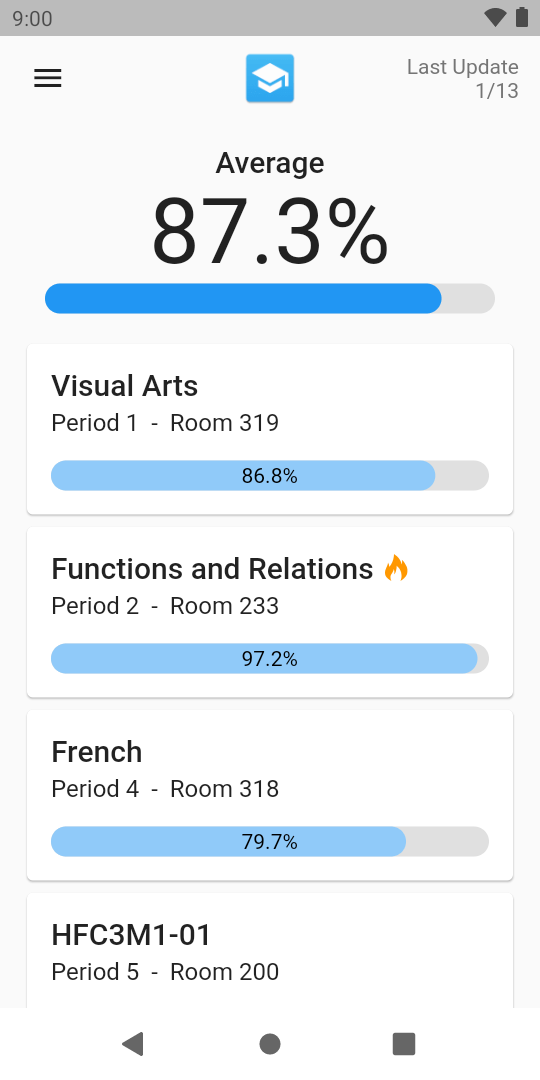 9:00
Last Update
1/13
Average
87.3%
Visual Arts
Period 1 - Room 319
86.8%
Functions and Relations
Period 2 - Room 233
97.2%
French
Period 4 - Room 318
79.7%
HFC3M1-01
Period 5 - Room 200